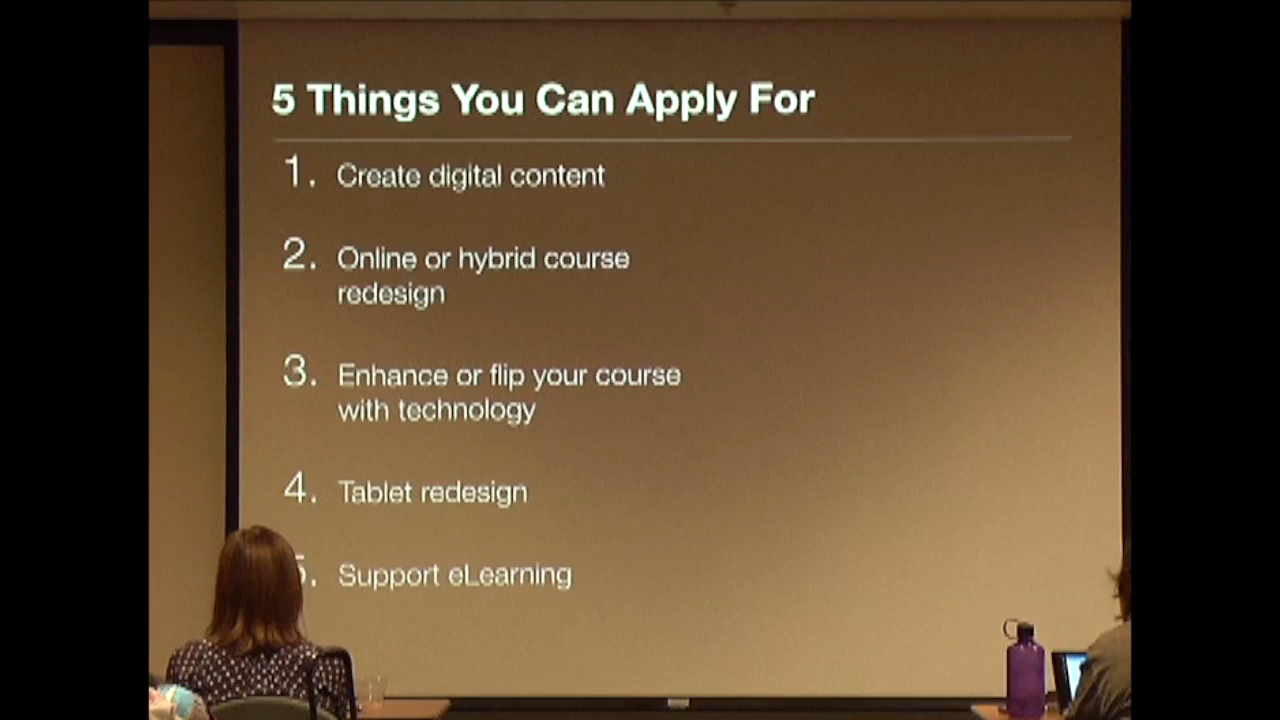 5 Things You Can Apply For
1. Create digital content
2. Online or hybrid course
redesign
3. Enhance or flip your course
with technology
4. Tablet redesign
5. Support eLearning